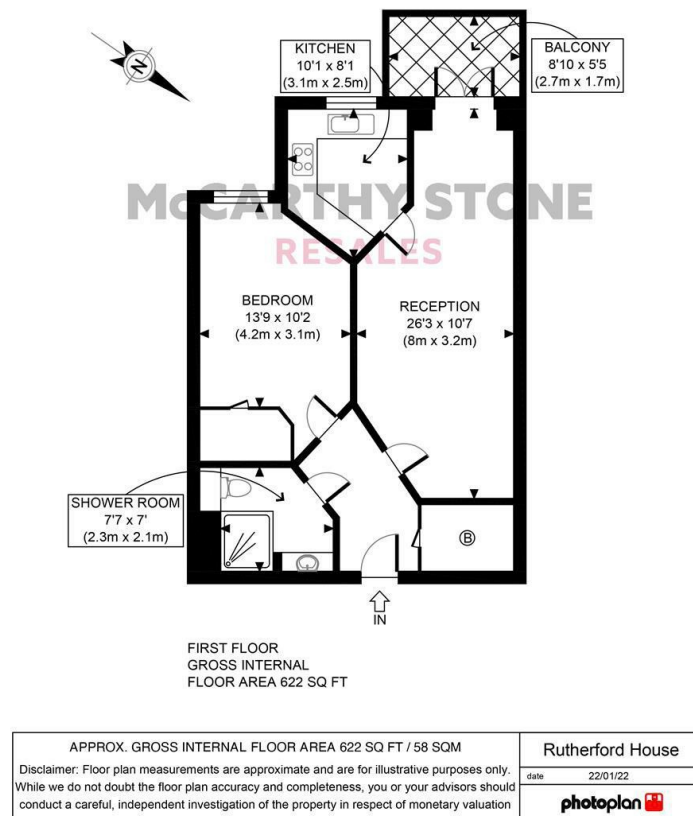 KITCHEN
10'1 x 8'1
(3.1m x 2.5m)
BALCONY
8'10 x 5'5
(2.7m x 1.7m)
N
McCARTHY STONE
RESALES
BEDROOM
13'9 x 10'2
(4.2m x 3.1m)
RECEPTION
26'3 x 10'7
(8m x 3.2m)
SHOWER ROOM
7'7 x 7'
(2.3m x 2.1m)
B
IN
FIRST FLOOR
GROSS INTERNAL
FLOOR AREA 622 SQ FT
APPROX. GROSS INTERNAL FLOOR AREA 622 SQ FT / 58 SQM
Disclaimer: Floor plan measurements are approximate and are for illustrative purposes only.
While we do not doubt the floor plan accuracy and completeness, you or your advisors should
conduct a careful, independent investigation of the property in respect of monetary valuation
Rutherford House
date 22/01/22
photoplan